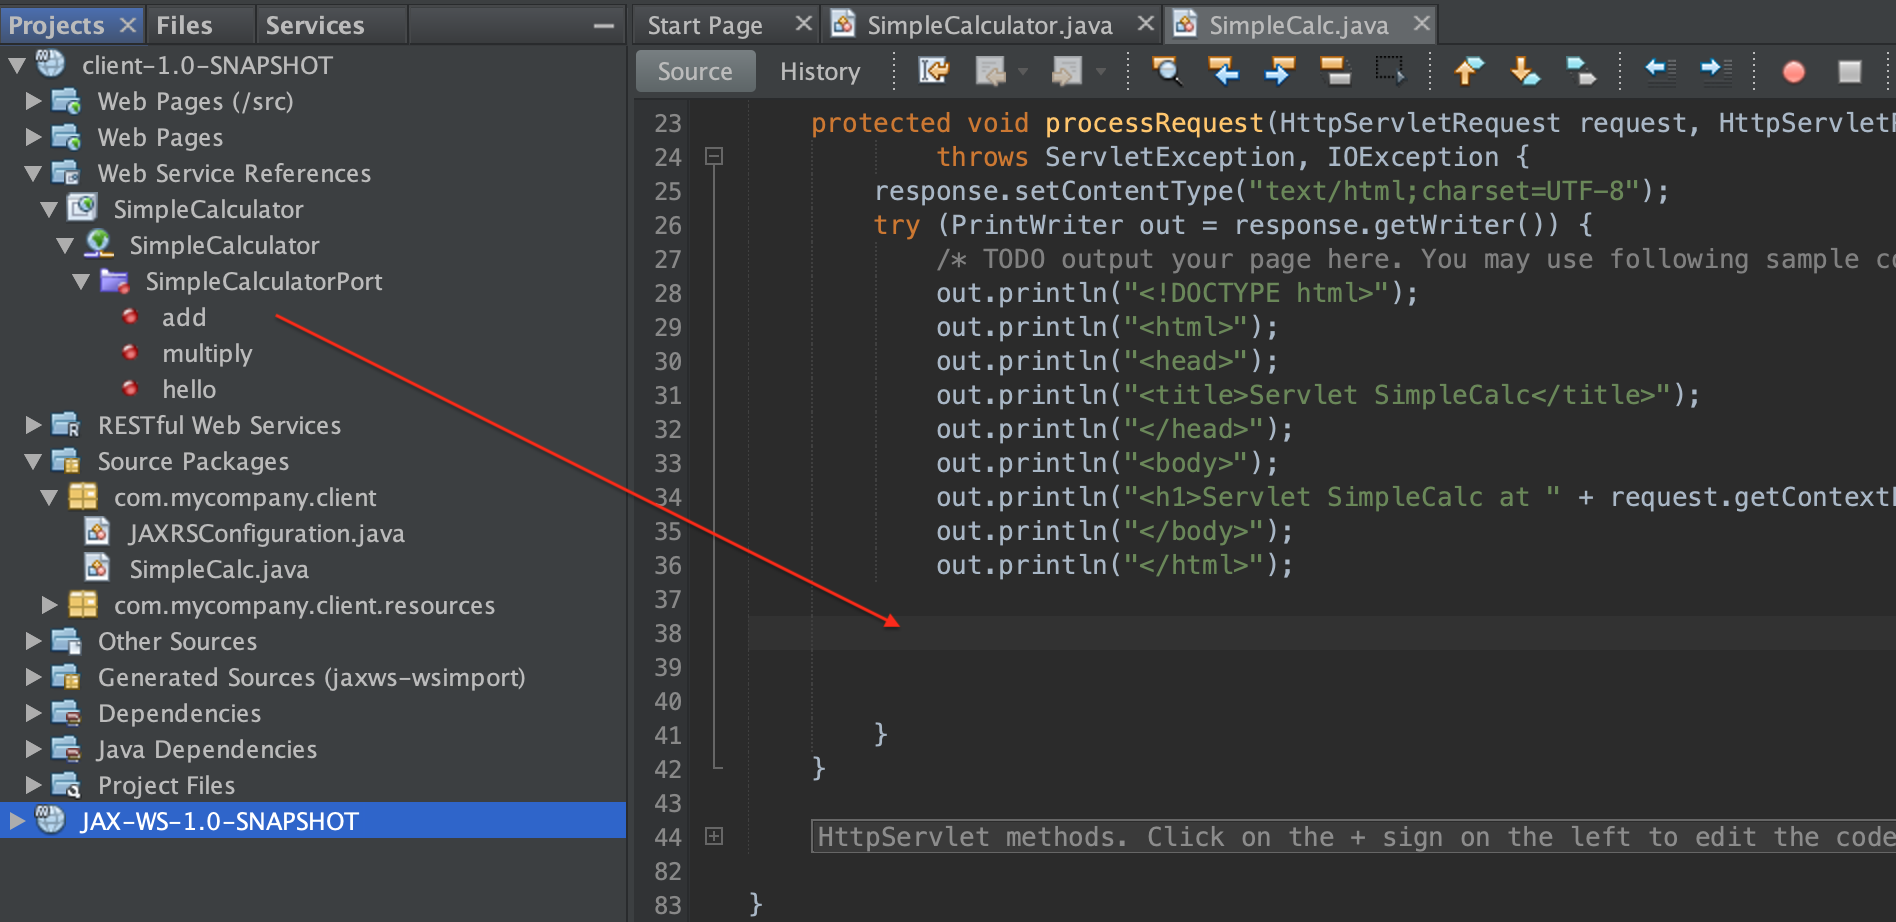 Projects
Files
Services
Start Page
SimpleCalculator.java
SimpleCalc.java
client-1.0-SNAPSHOT
Web Pages (/src)
Web Pages
Web Service References
SimpleCalculator
SimpleCalculator
SimpleCalculatorPort
add
multiply
hello
RESTful Web Services
Source Packages
com.mycompany.client
JAXRSConfiguration.java
SimpleCalc.java
com.mycompany.client.resources
Other Sources
Generated Sources (jaxws-wsimport)
Dependencies
Java Dependencies
Project Files
JAX-WS-1.0-SNAPSHOT
Source History
23 protected void processRequest(HttpServletRequest request, HttpServletR
24 throws ServletException, IOException {
25 response.setContentType("text/html;charset=UTF-8");
26 try (PrintWriter out = response.getWriter()) {
27 /* TODO output your page here. You may use following sample co
28 out.println("<!DOCTYPE html>");
29 out.println("<html>");
30 out.println("<head>");
31 out.println("<title>Servlet SimpleCalc</title>");
32 out.println("</head>");
33 out.println("<body>");
34 out.println("<h1>Servlet SimpleCalc at " + request.getContext
35 out.println("</body>");
36 out.println("</html>");
37
38
39
40
41 }
42 }
43
44 HttpServlet methods. Click on the + sign on the left to edit the code
82
83 }